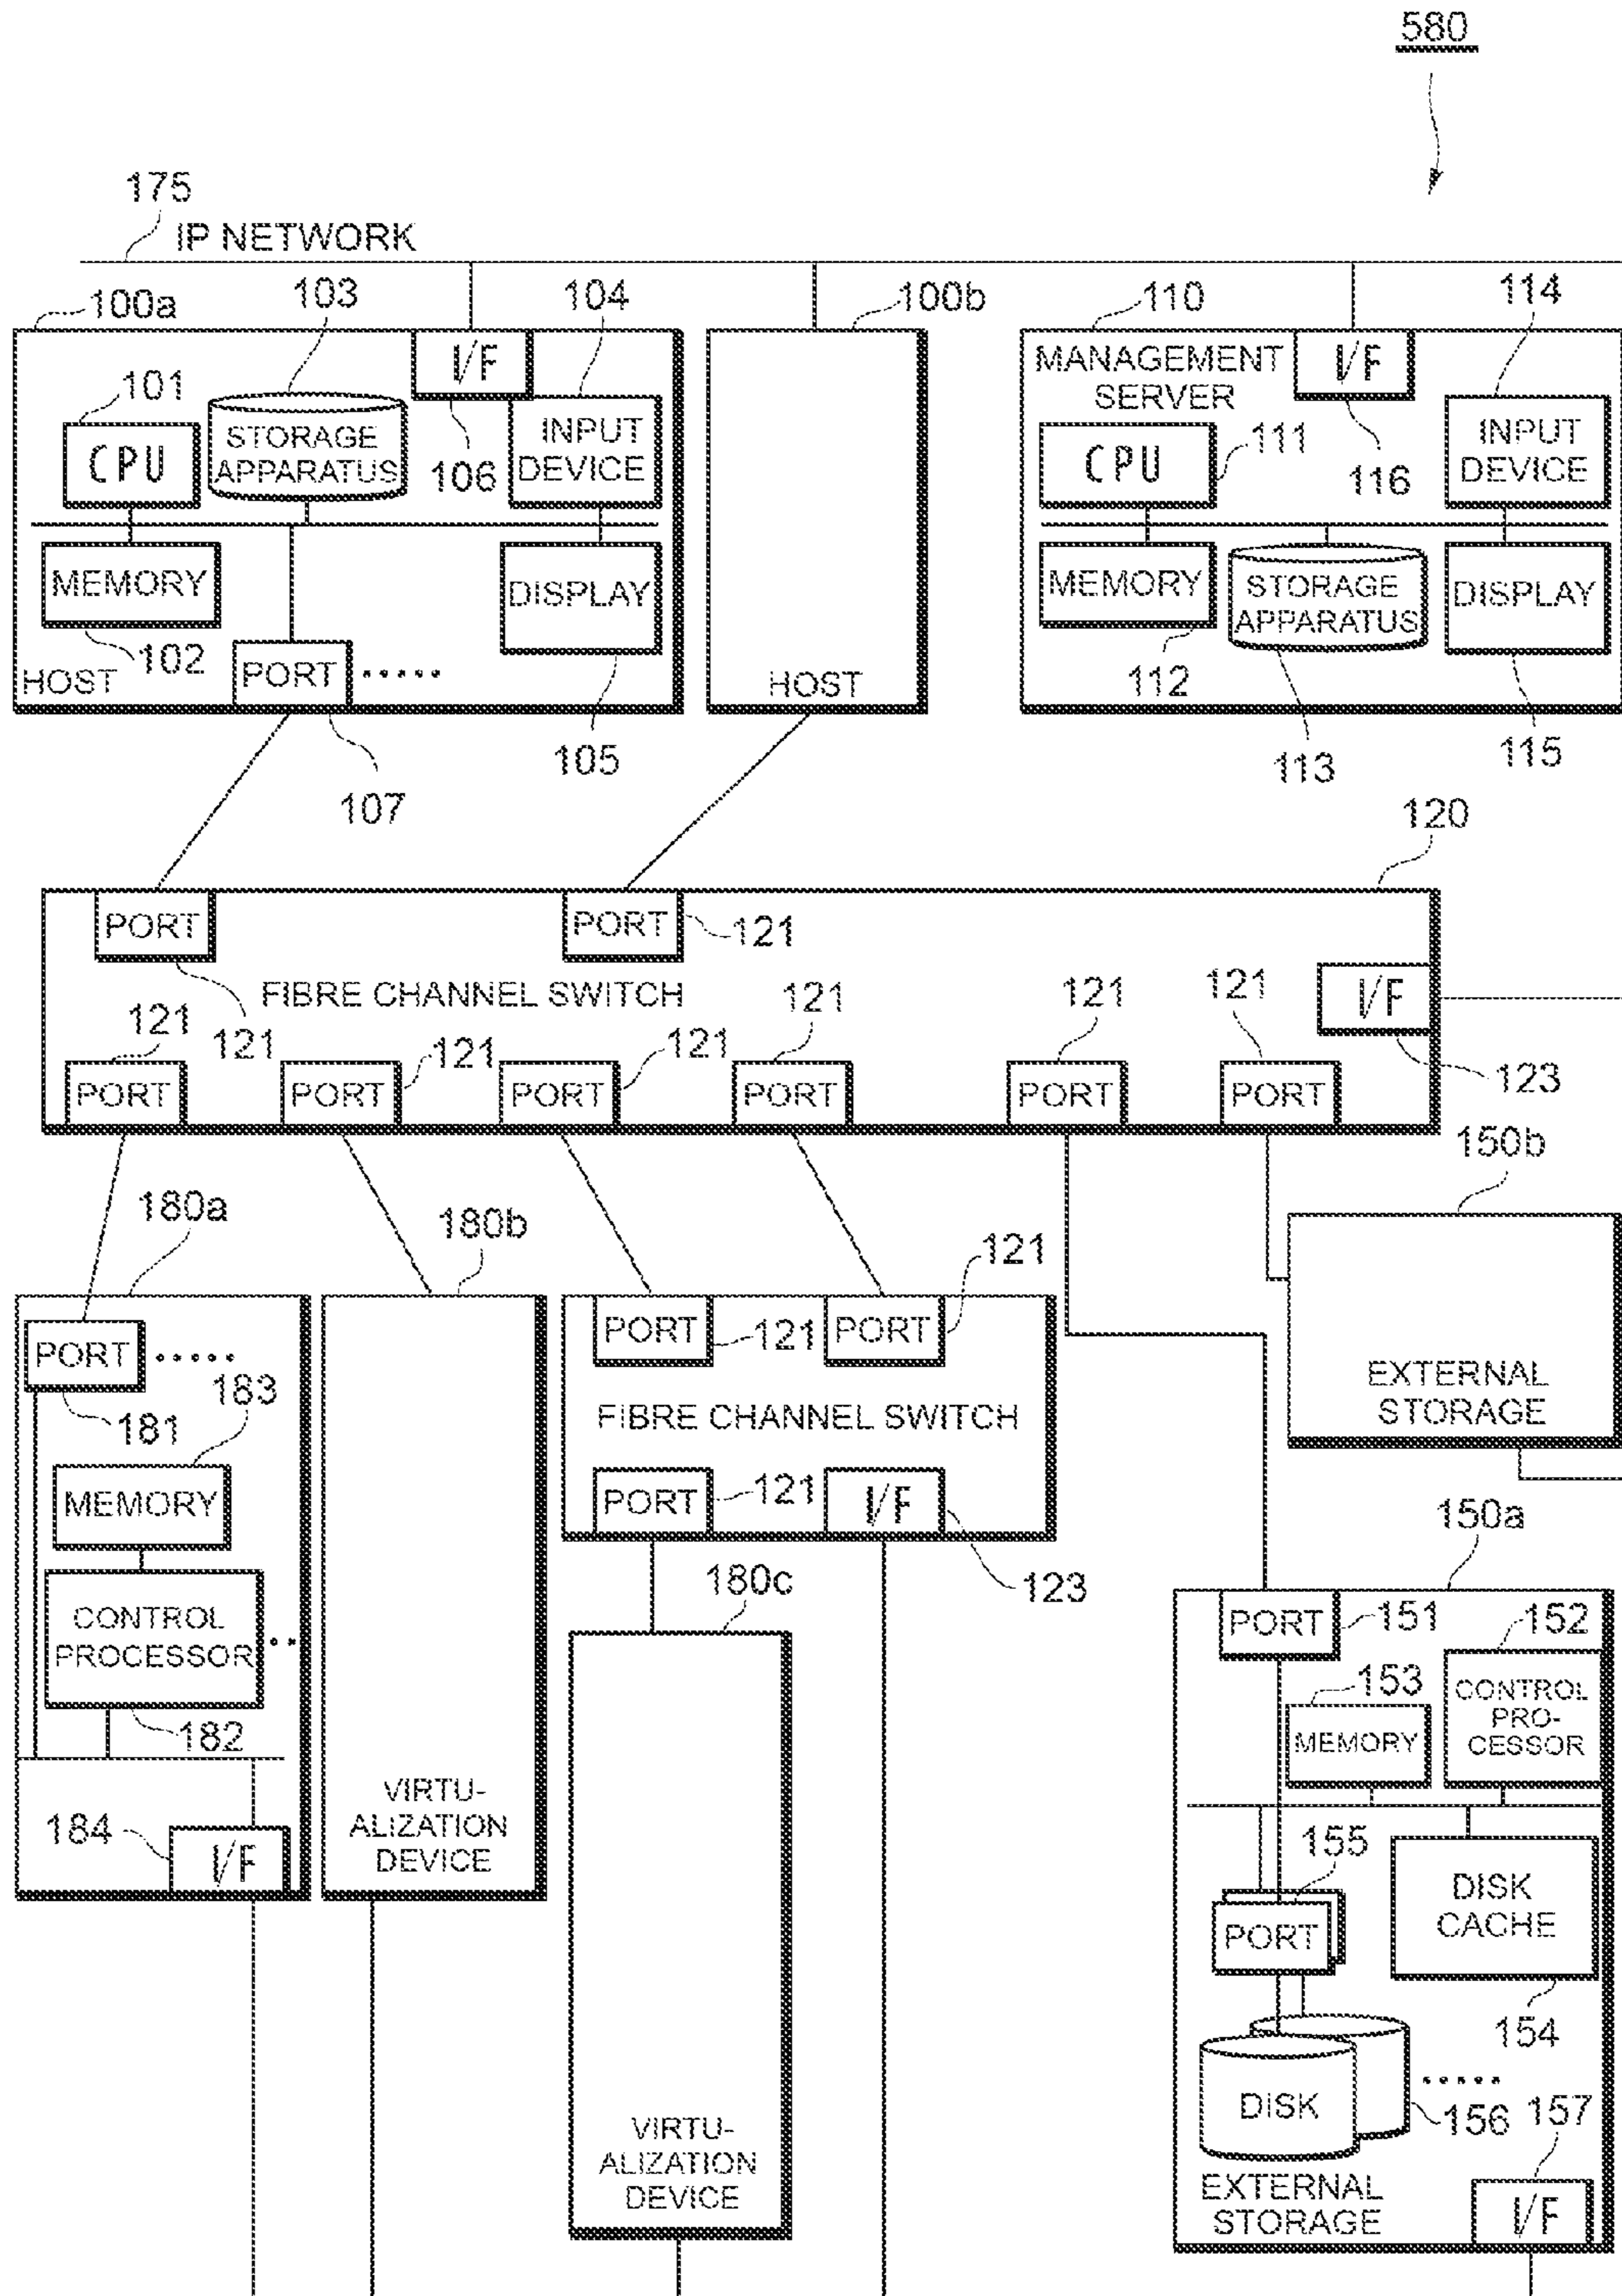 580
175
IP NETWORK
100a
103
104
100b
110
114
I/F
MANAGEMENT
SERVER
I/F
101
CPU
STORAGE
APPARATUS
106
INPUT
DEVICE
CPU
111
116
INPUT
DEVICE
MEMORY
DISPLAY
MEMORY
STORAGE
APPARATUS
DISPLAY
102
HOST
PORT
HOST
112
105
113
115
107
120
PORT
PORT
121
FIBRE CHANNEL SWITCH
I/F
121
121
121
121
121
121
121
123
PORT
PORT
PORT
PORT
PORT
PORT
150b
180a
180b
121
PORT
183
PORT
121
PORT
EXTERNAL
STORAGE
181
FIBRE CHANNEL SWITCH
MEMORY
PORT
121
I/F
150a
180c
123
CONTROL
PROCESSOR
PORT
151
152
153
CONTROL
PRO-
CESSOR
182
MEMORY
VIRTU-
ALIZATION
DEVICE
184
I/F
155
DISK
CACHE
PORT
154
DISK
156
157
VIRTU-
ALIZATION
DEVICE
EXTERNAL
STORAGE
I/F